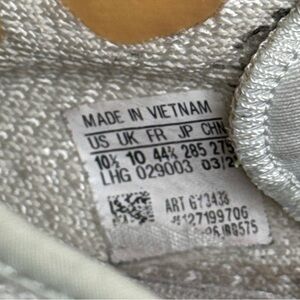 MADE IN VIETNAM
US UK FR JP CHN
10½ 10 44⅔ 285 275
LHG 029003 03/2
ART GY3438
#127199706